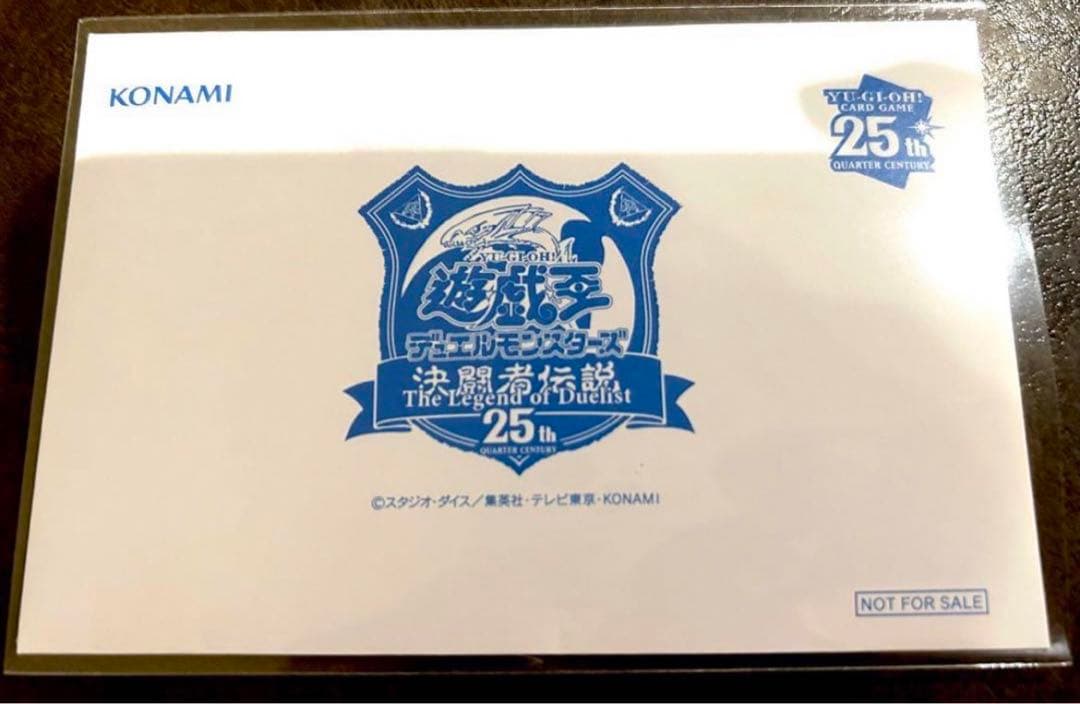 KONAMI
YU-GI-OH!
CARD GAME
25th
QUARTER CENTURY
YU-GI-OH!
遊戯王
デュエルモンスターズ
決闘者伝説
The Legend of Duelist
25th
QUARTER CENTURY
©スタジオ・ダイス／集英社・テレビ東京・KONAMI
NOT FOR SALE